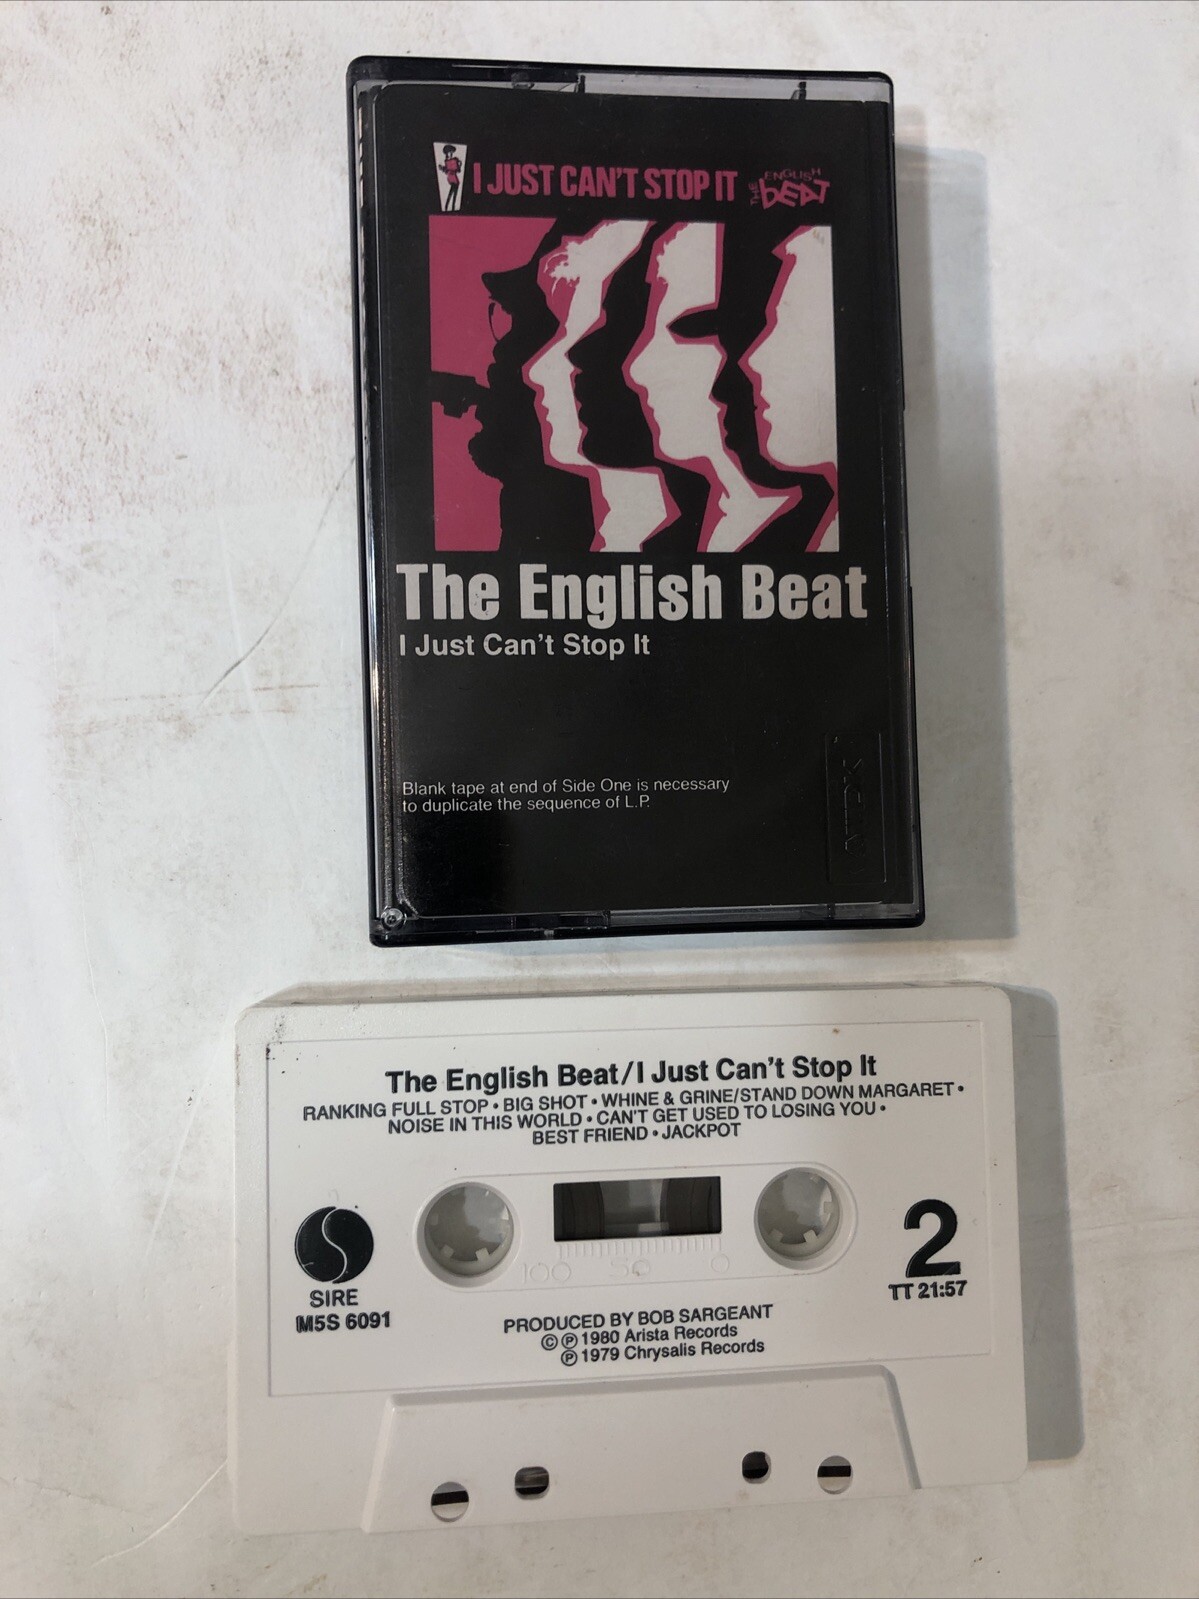 I JUST CAN'T STOP IT
THE ENGLISH BEAT
The English Beat
I Just Can't Stop It
Blank tape at end of Side One is necessary
to duplicate the sequence of L.P.
The English Beat/I Just Can't Stop It
RANKING FULL STOP • BIG SHOT • WHINE & GRINE/STAND DOWN MARGARET •
NOISE IN THIS WORLD • CAN'T GET USED TO LOSING YOU •
BEST FRIEND • JACKPOT
100 50 0
SIRE
M5S 6091
2
TT 21:57
PRODUCED BY BOB SARGEANT
©℗ 1980 Arista Records
℗ 1979 Chrysalis Records